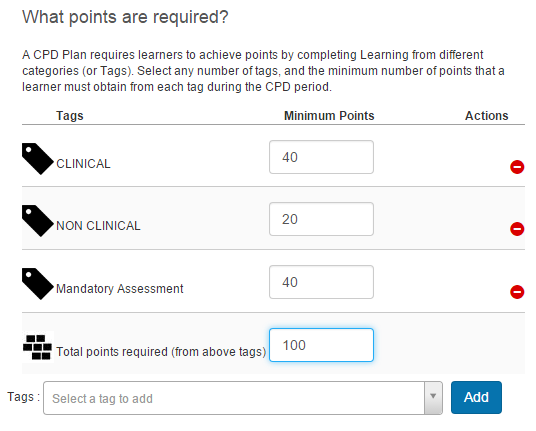 What points are required?
A CPD Plan requires learners to achieve points by completing Learning from different
categories (or Tags). Select any number of tags, and the minimum number of points that a
learner must obtain from each tag during the CPD period.
Tags Minimum Points Actions
CLINICAL 40
NON CLINICAL 20
Mandatory Assessment 40
Total points required (from above tags) 100
Tags : Select a tag to add Add